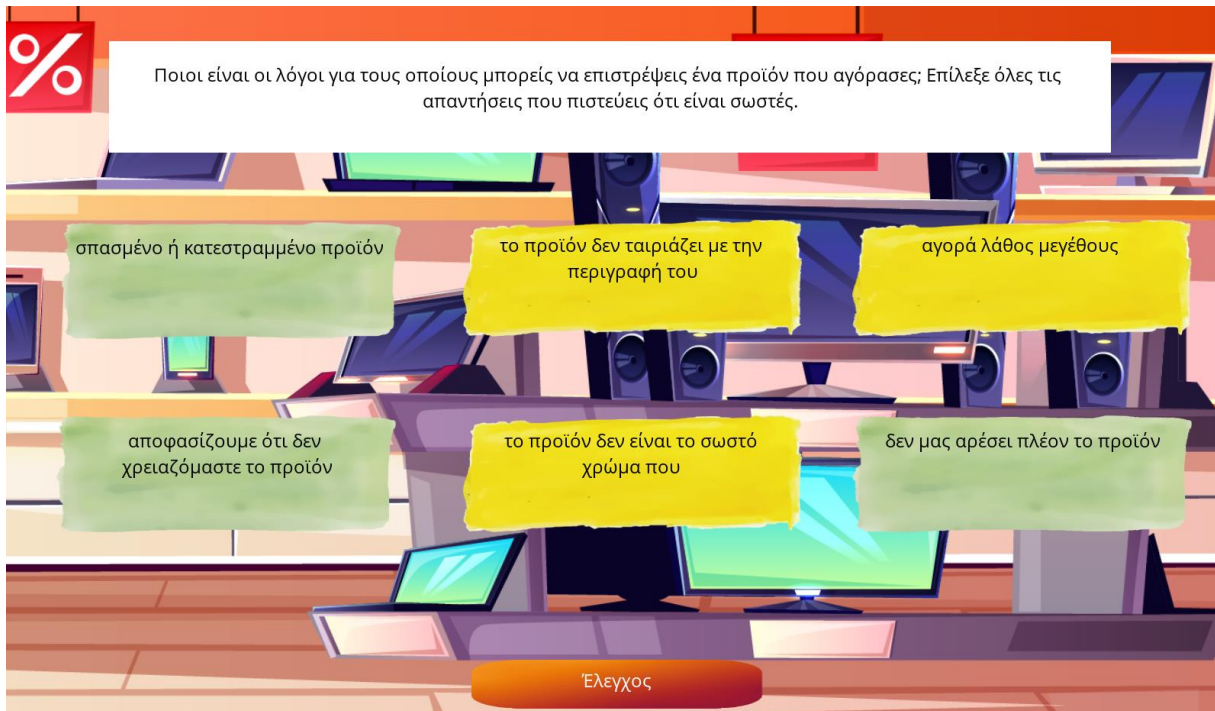 %
Ποιοι είναι οι λόγοι για τους οποίους μπορείς να επιστρέψεις ένα προϊόν που αγόρασες; Επίλεξε όλες τις
απαντήσεις που πιστεύεις ότι είναι σωστές.
σπασμένο ή κατεστραμμένο προϊόν
το προϊόν δεν ταιριάζει με την
περιγραφή του
αγορά λάθος μεγέθους
αποφασίζουμε ότι δεν
χρειαζόμαστε το προϊόν
το προϊόν δεν είναι το σωστό
χρώμα που
δεν μας αρέσει πλέον το προϊόν
Έλεγχος